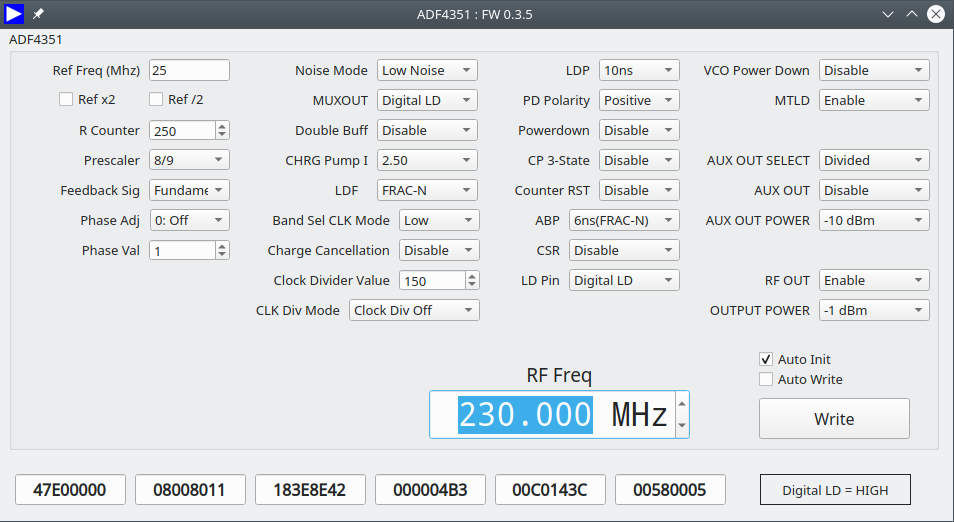 ADF4351 : FW 0.3.5
ADF4351
Ref Freq (Mhz) 25 Noise Mode Low Noise LDP 10ns VCO Power Down Disable
Ref x2 Ref /2 MUXOUT Digital LD PD Polarity Positive MTLD Enable
R Counter 250 Double Buff Disable Powerdown Disable
Prescaler 8/9 CHRG Pump I 2.50 CP 3-State Disable AUX OUT SELECT Divided
Feedback Sig Fundame LDF FRAC-N Counter RST Disable AUX OUT Disable
Phase Adj 0: Off Band Sel CLK Mode Low ABP 6ns(FRAC-N) AUX OUT POWER -10 dBm
Phase Val 1 Charge Cancellation Disable CSR Disable
Clock Divider Value 150 LD Pin Digital LD RF OUT Enable
CLK Div Mode Clock Div Off OUTPUT POWER -1 dBm
Auto Init
RF Freq Auto Write
230.000 MHz Write
47E00000 08008011 183E8E42 000004B3 00C0143C 00580005 Digital LD = HIGH